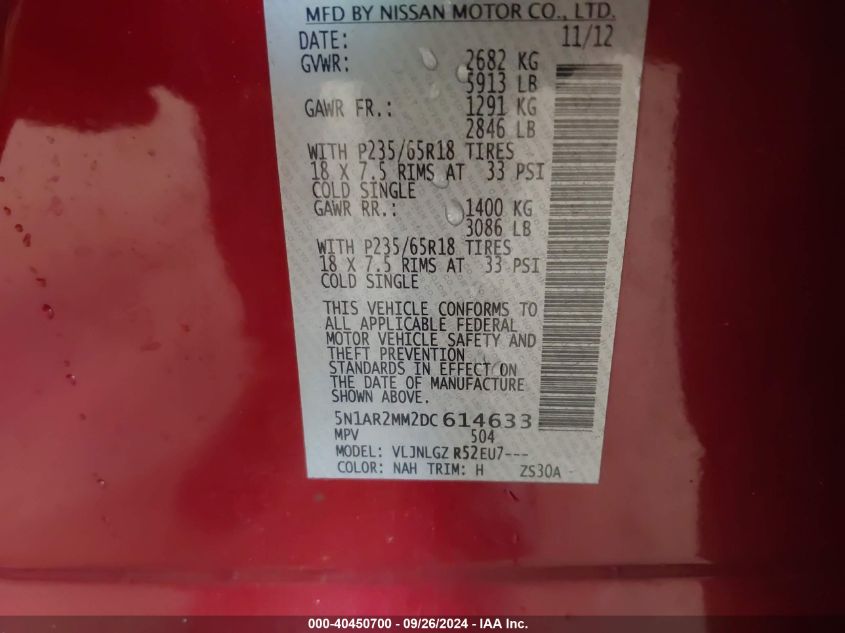 MFD BY NISSAN MOTOR CO., LTD.
DATE: 11/12
GVWR: 2682 KG
5913 LB
GAWR FR.: 1291 KG
2846 LB
WITH P235/65R18 TIRES
18 X 7.5 RIMS AT 33 PSI
COLD SINGLE
GAWR RR.: 1400 KG
3086 LB
WITH P235/65R18 TIRES
18 X 7.5 RIMS AT 33 PSI
COLD SINGLE
THIS VEHICLE CONFORMS TO
ALL APPLICABLE FEDERAL
MOTOR VEHICLE SAFETY AND
THEFT PREVENTION
STANDARDS IN EFFECT ON
THE DATE OF MANUFACTURE
SHOWN ABOVE.
5N1AR2MM2DC614633
MPV 504
MODEL: VLJNLGZ R52EU7---
COLOR: NAH TRIM: H ZS30A -
000-40450700 - 09/26/2024 - IAA Inc.